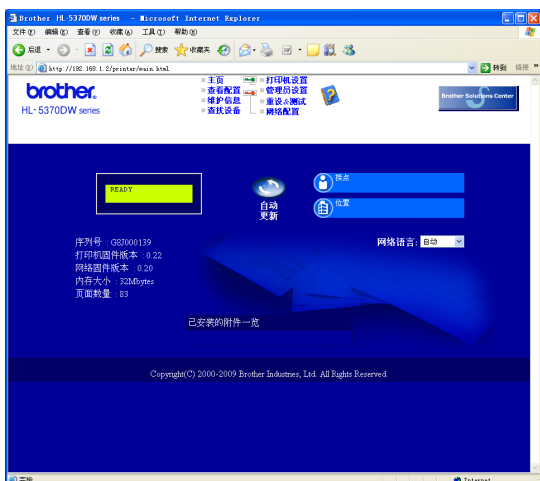 Brother HL-5370DW series - Microsoft Internet Explorer
文件(F) 编辑(E) 查看(V) 收藏(A) 工具(T) 帮助(H)
后退 搜索 收藏夹
地址(D) http://192.168.1.2/printer/main.html 转到 链接 »
brother.
HL-5370DW series
主页
查看配置
维护信息
查找设备
打印机设置
管理员设置
重设&测试
网络配置
Brother Solutions Center
READY
自动
更新
接点
位置
序列号 : G8J000139
打印机固件版本 : 0.22
网络固件版本 : 0.20
内存大小 : 32Mbytes
页面数量 : 83
网络语言: 自动
已安装的附件一览
Copyright(C) 2000-2009 Brother Industries, Ltd. All Rights Reserved.
完毕 Internet